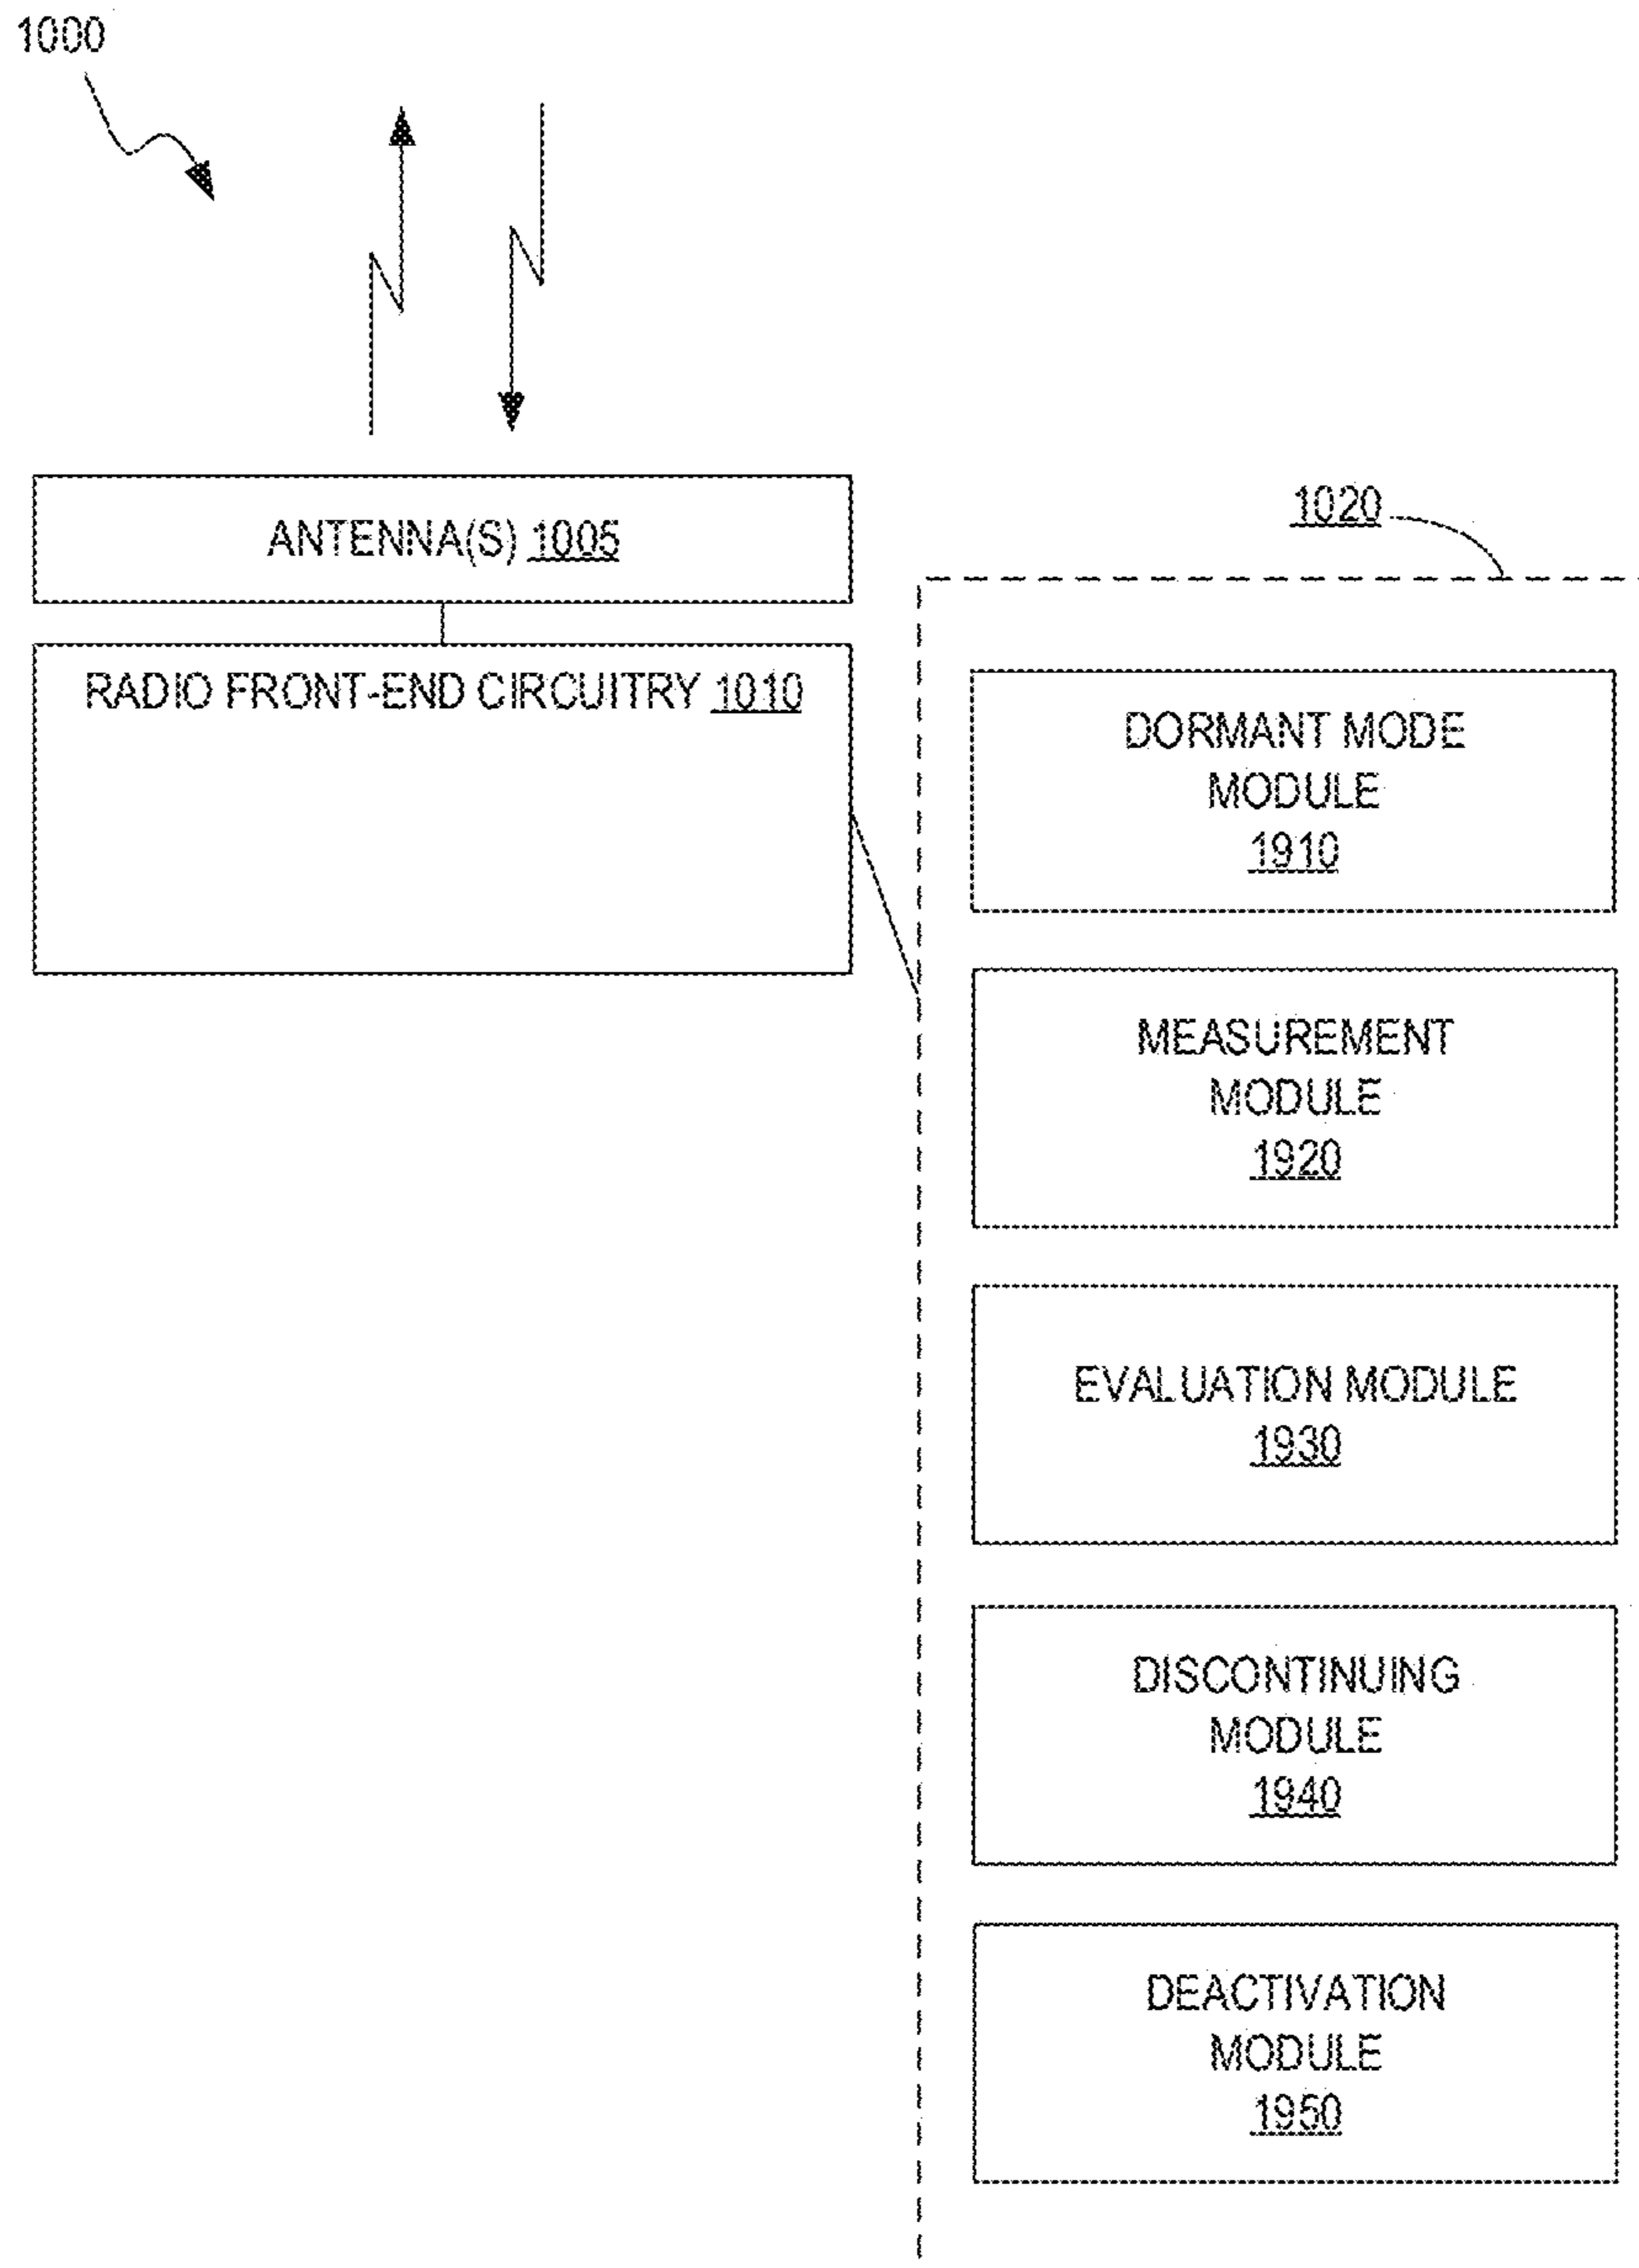 1000
ANTENNA(S) 1005
RADIO FRONT-END CIRCUITRY 1010
1020
DORMANT MODE
MODULE
1910
MEASUREMENT
MODULE
1920
EVALUATION MODULE
1930
DISCONTINUING
MODULE
1940
DEACTIVATION
MODULE
1950